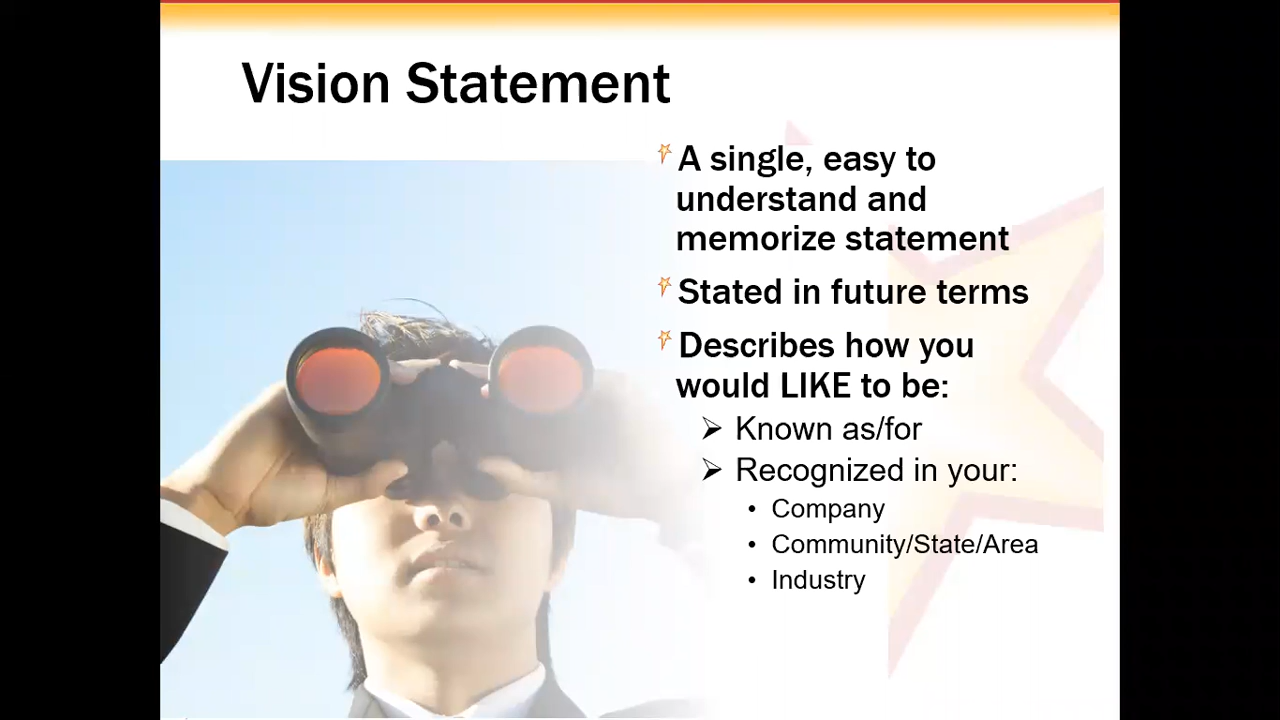 Vision Statement
A single, easy to
understand and
memorize statement
Stated in future terms
Describes how you
would LIKE to be:
Known as/for
Recognized in your:
Company
Community/State/Area
Industry